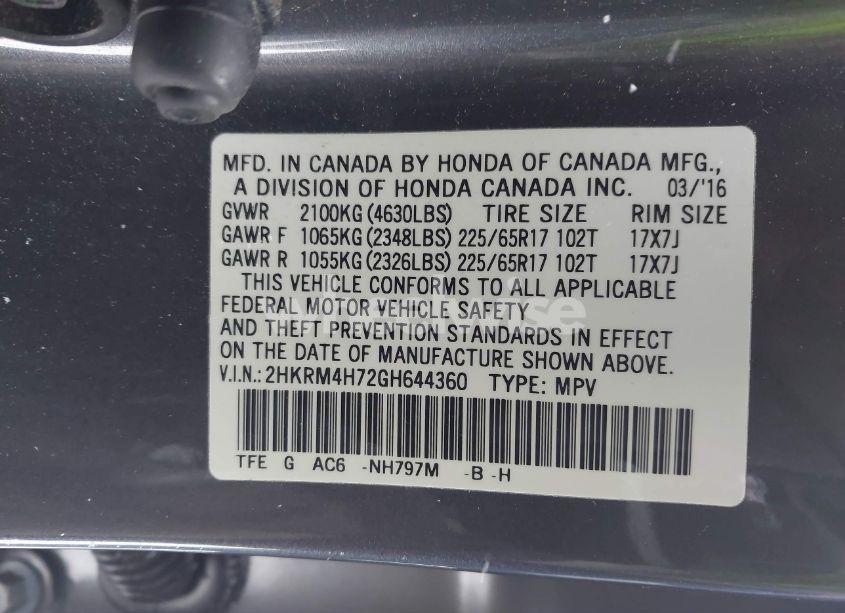 MFD. IN CANADA BY HONDA OF CANADA MFG.,
A DIVISION OF HONDA CANADA INC. 03/'16
GVWR 2100KG (4630LBS) TIRE SIZE RIM SIZE
GAWR F 1065KG (2348LBS) 225/65R17 102T 17X7J
GAWR R 1055KG (2326LBS) 225/65R17 102T 17X7J
THIS VEHICLE CONFORMS TO ALL APPLICABLE
FEDERAL MOTOR VEHICLE SAFETY
AND THEFT PREVENTION STANDARDS IN EFFECT
ON THE DATE OF MANUFACTURE SHOWN ABOVE.
V.I.N.: 2HKRM4H72GH644360 TYPE: MPV
TFE G AC6 -NH797M -B -H